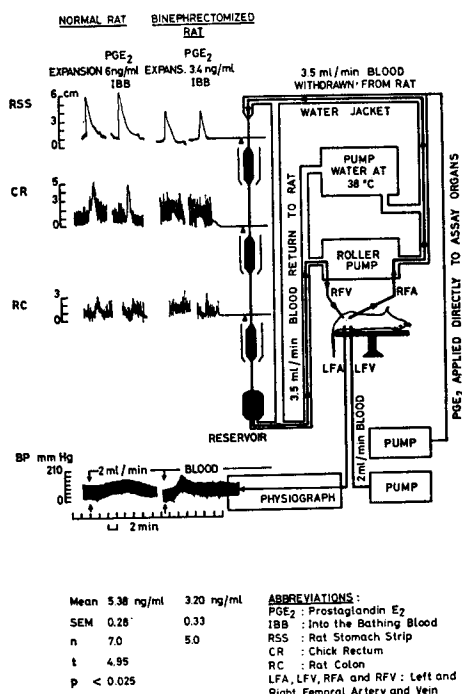 NORMAL RAT
BINEPHRECTOMIZED
RAT
PGE2
EXPANSION 6ng/ml
IBB
PGE2
EXPANS. 3.4 ng/ml
IBB
3.5 ml/min BLOOD
WITHDRAWN FROM RAT
WATER JACKET
RSS
6 cm
3
0
PUMP
WATER AT
38 °C
CR
5
3
0
ROLLER
PUMP
RFV
RFA
RC
3
0
3.5 ml/min BLOOD RETURN TO RAT
PGE2 APPLIED DIRECTLY TO ASSAY ORGANS
LFA LFV
RESERVOIR
2ml/min BLOOD
PUMP
PUMP
BP mm Hg
210
0
2ml/min
BLOOD
PHYSIOGRAPH
2 min
Mean 5.38 ng/ml 3.20 ng/ml
SEM 0.28 0.33
n 7.0 5.0
t 4.95
P < 0.025
ABBREVIATIONS :
PGE2 : Prostaglandin E2
IBB : Into the Bathing Blood
RSS : Rat Stomach Strip
CR : Chick Rectum
RC : Rat Colon
LFA, LFV, RFA and RFV : Left and
Right Femoral Artery and Vein